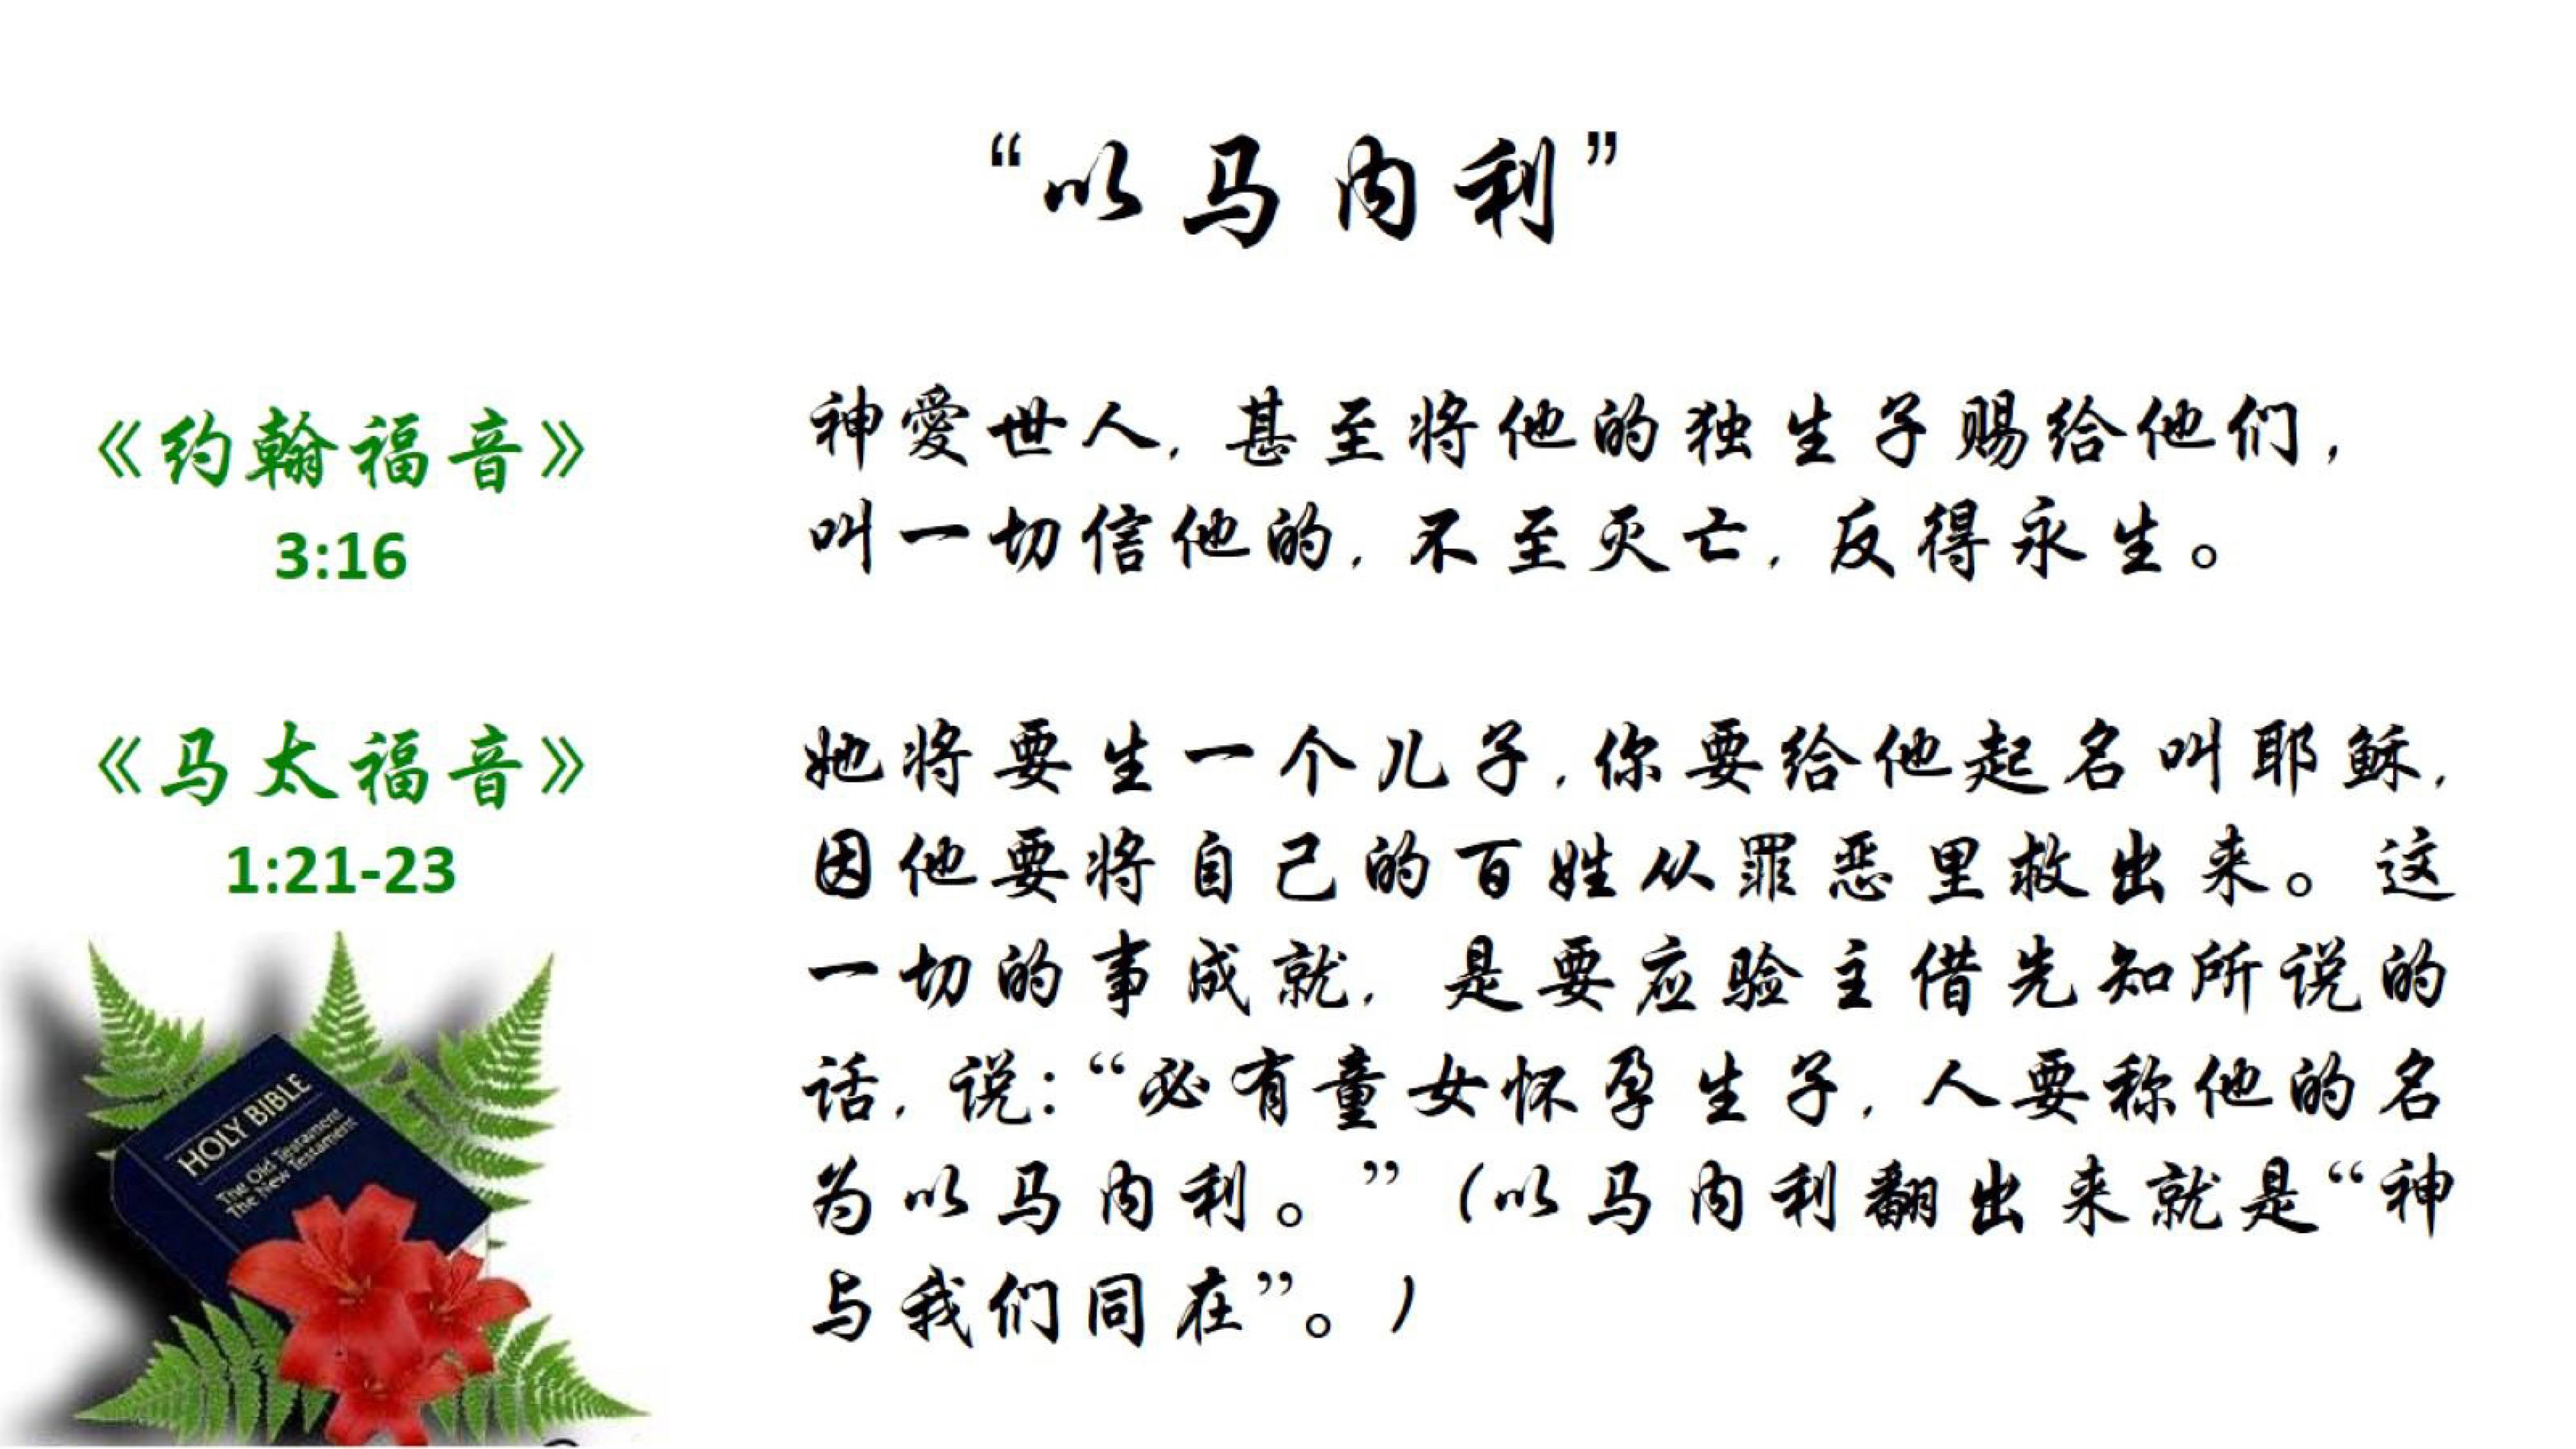 “以马内利”
《约翰福音》
3:16
神愛世人，甚至将他的独生子赐给他们，
叫一切信他的，不至灭亡，反得永生。
《马太福音》
1:21-23
她将要生一个儿子，你要给他起名叫耶稣，
因他要将自己的百姓从罪恶里救出来。这
一切的事成就，是要应验主借先知所说的
话，说：“必有童女怀孕生子，人要称他的名
为以马内利。”（以马内利翻出来就是“神
与我们同在”。）
HOLY BIBLE
The Old Testament
The New Testament